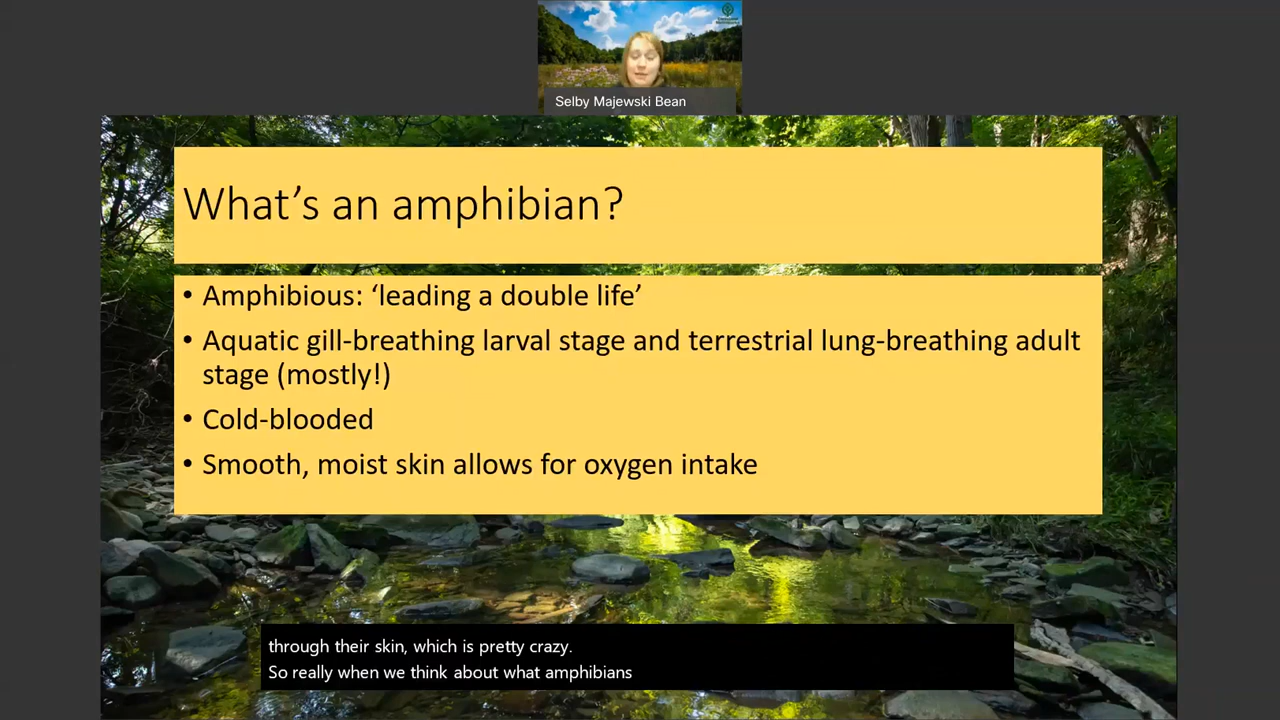 Selby Majewski Bean
What's an amphibian?
• Amphibious: ‘leading a double life’
• Aquatic gill-breathing larval stage and terrestrial lung-breathing adult
stage (mostly!)
• Cold-blooded
• Smooth, moist skin allows for oxygen intake
through their skin, which is pretty crazy.
So really when we think about what amphibians